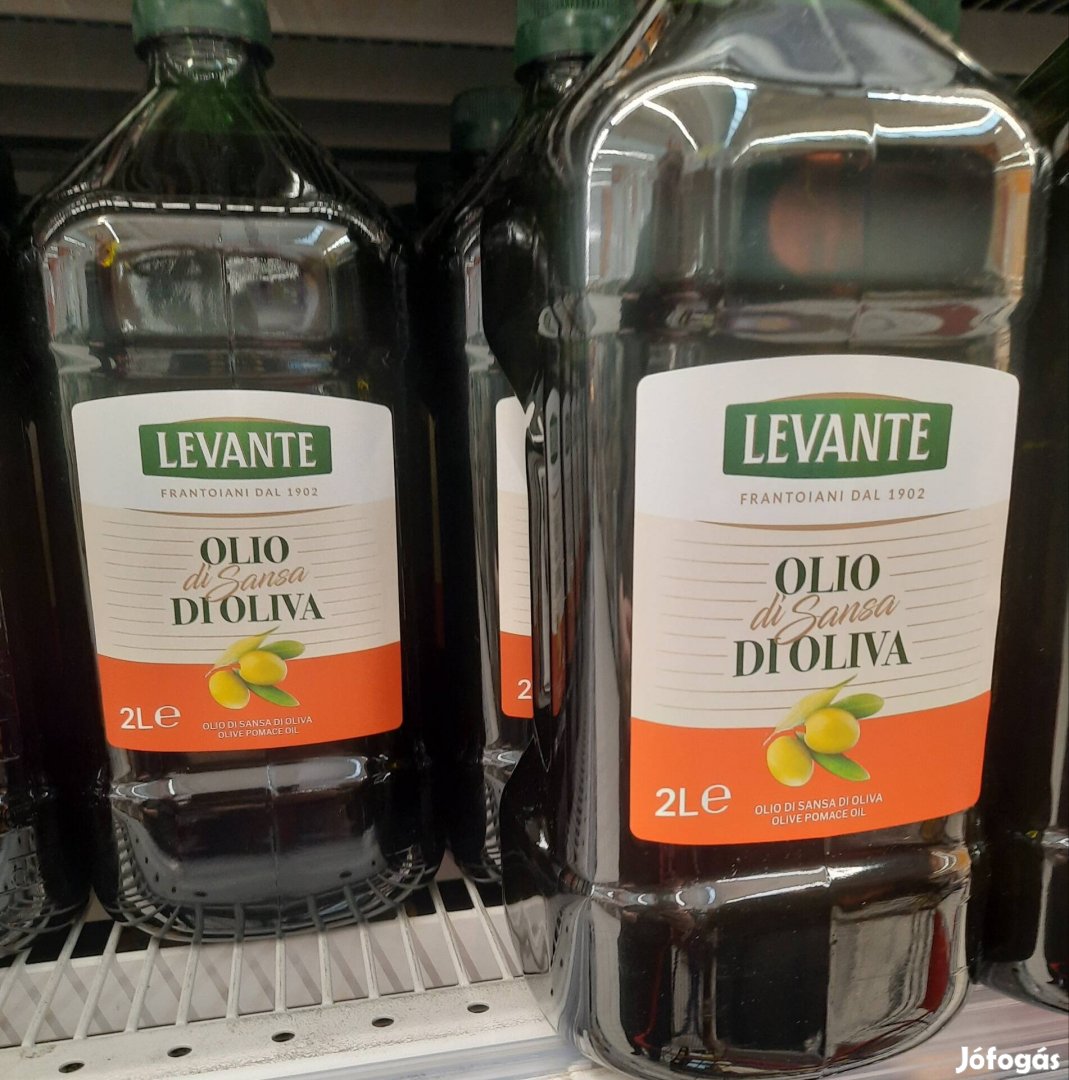 LEVANTE
FRANTOIANI DAL 1902
OLIO
di Sansa
DI OLIVA
2L℮
OLIO DI SANSA DI OLIVA
OLIVE POMACE OIL
2
LEVANTE
FRANTOIANI DAL 1902
OLIO
di Sansa
DI OLIVA
2L℮
OLIO DI SANSA DI OLIVA
OLIVE POMACE OIL
Jófogás